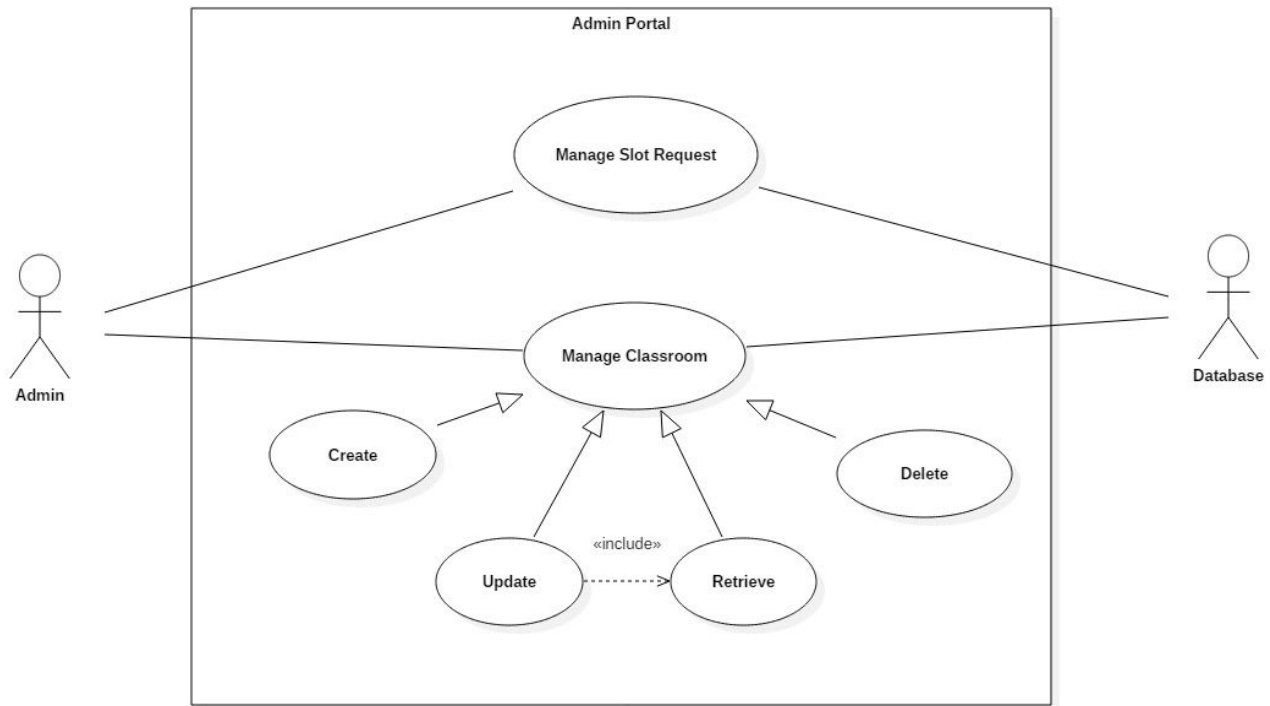 Admin Portal
Manage Slot Request
Manage Classroom
Admin
Database
Create
Delete
«include»
Update
Retrieve